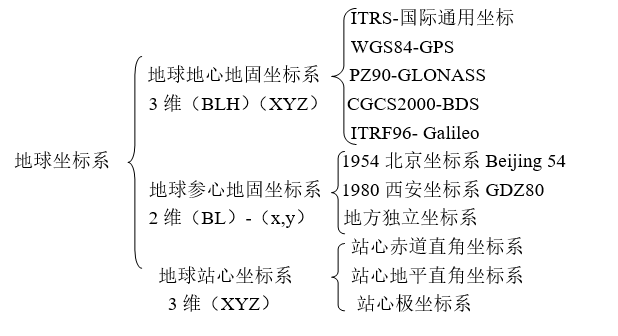 地球坐标系
地球地心地固坐标系
3 维（BLH）（XYZ）
ITRS-国际通用坐标
WGS84-GPS
PZ90-GLONASS
CGCS2000-BDS
ITRF96- Galileo
地球参心地固坐标系
2 维（BL）-（x,y）
1954 北京坐标系 Beijing 54
1980 西安坐标系 GDZ80
地方独立坐标系
地球站心坐标系
3 维（XYZ）
站心赤道直角坐标系
站心地平直角坐标系
站心极坐标系